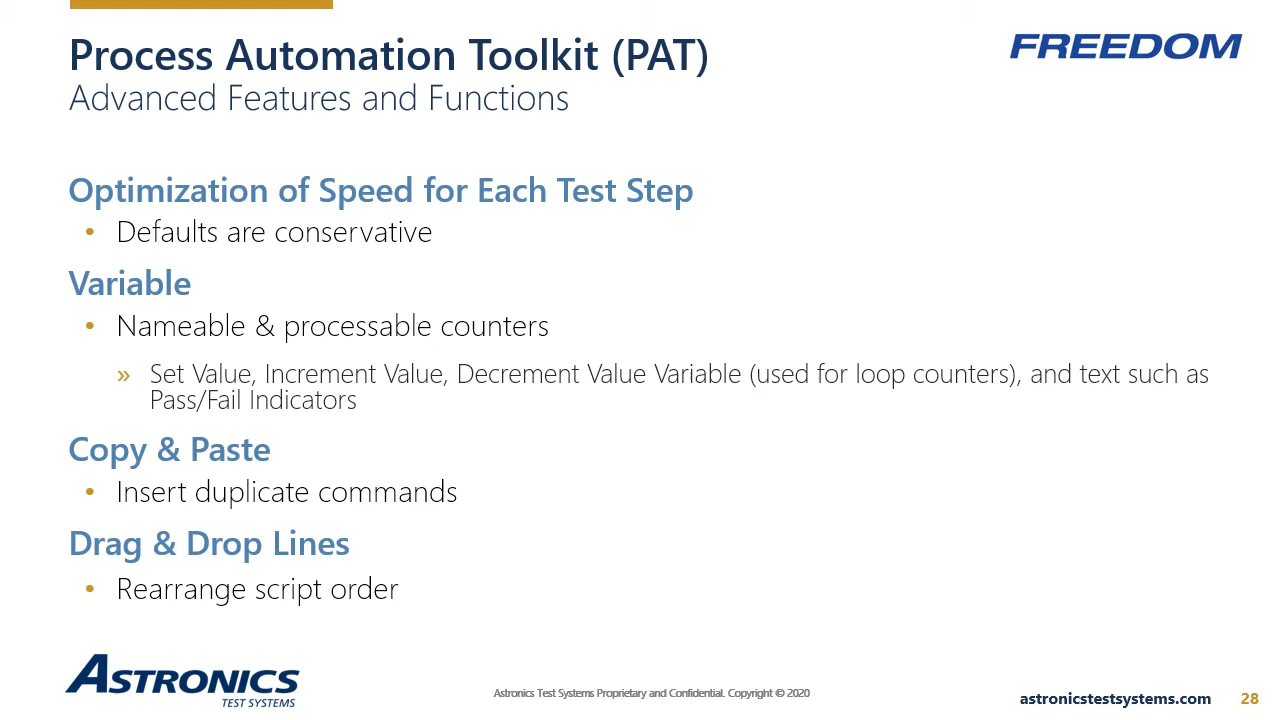 Process Automation Toolkit (PAT)
Advanced Features and Functions
FREEDOM
Optimization of Speed for Each Test Step
• Defaults are conservative
Variable
• Nameable & processable counters
» Set Value, Increment Value, Decrement Value Variable (used for loop counters), and text such as
Pass/Fail Indicators
Copy & Paste
• Insert duplicate commands
Drag & Drop Lines
• Rearrange script order
ASTRONICS
TEST SYSTEMS
Astronics Test Systems Proprietary and Confidential. Copyright © 2020
astronicstestsystems.com 28